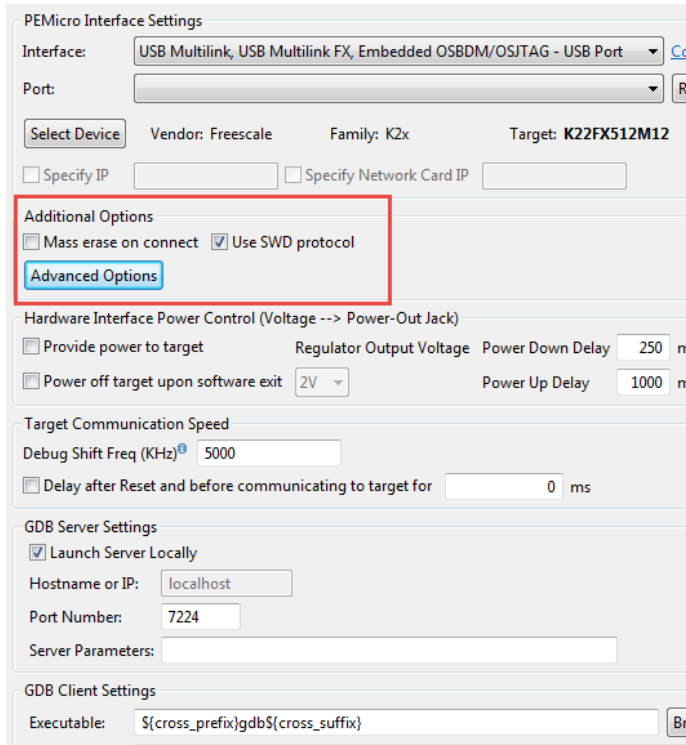 PEMicro Interface Settings
Interface: USB Multilink, USB Multilink FX, Embedded OSBDM/OSJTAG - USB Port Co
Port: R
Select Device Vendor: Freescale Family: K2x Target: K22FX512M12
Specify IP Specify Network Card IP
Additional Options
Mass erase on connect Use SWD protocol
Advanced Options
Hardware Interface Power Control (Voltage --> Power-Out Jack)
Provide power to target Regulator Output Voltage Power Down Delay 250 m
Power off target upon software exit 2V Power Up Delay 1000 m
Target Communication Speed
Debug Shift Freq (KHz) 5000
Delay after Reset and before communicating to target for 0 ms
GDB Server Settings
Launch Server Locally
Hostname or IP: localhost
Port Number: 7224
Server Parameters:
GDB Client Settings
Executable: ${cross_prefix}gdb${cross_suffix} Br